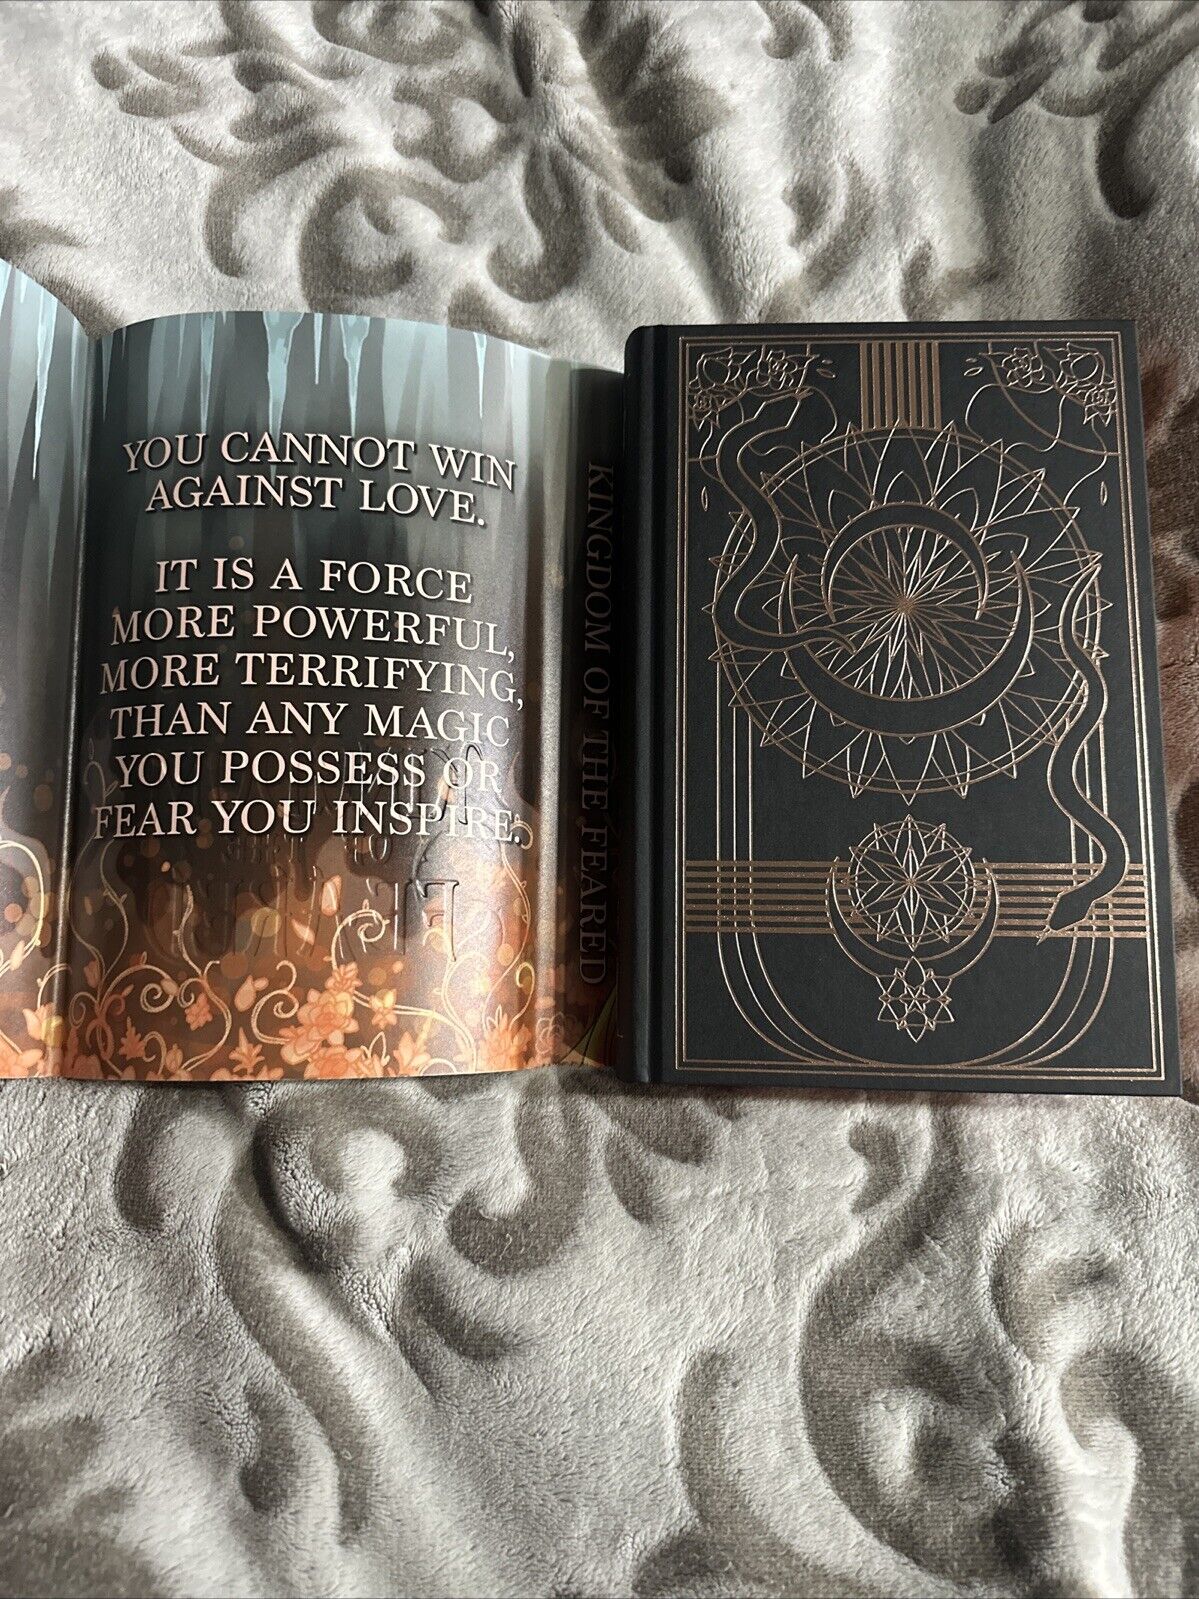 YOU CANNOT WIN
AGAINST LOVE.
IT IS A FORCE
MORE POWERFUL,
MORE TERRIFYING,
THAN ANY MAGIC
YOU POSSESS OR
FEAR YOU INSPIRE.
KINGDOM OF THE FEARED